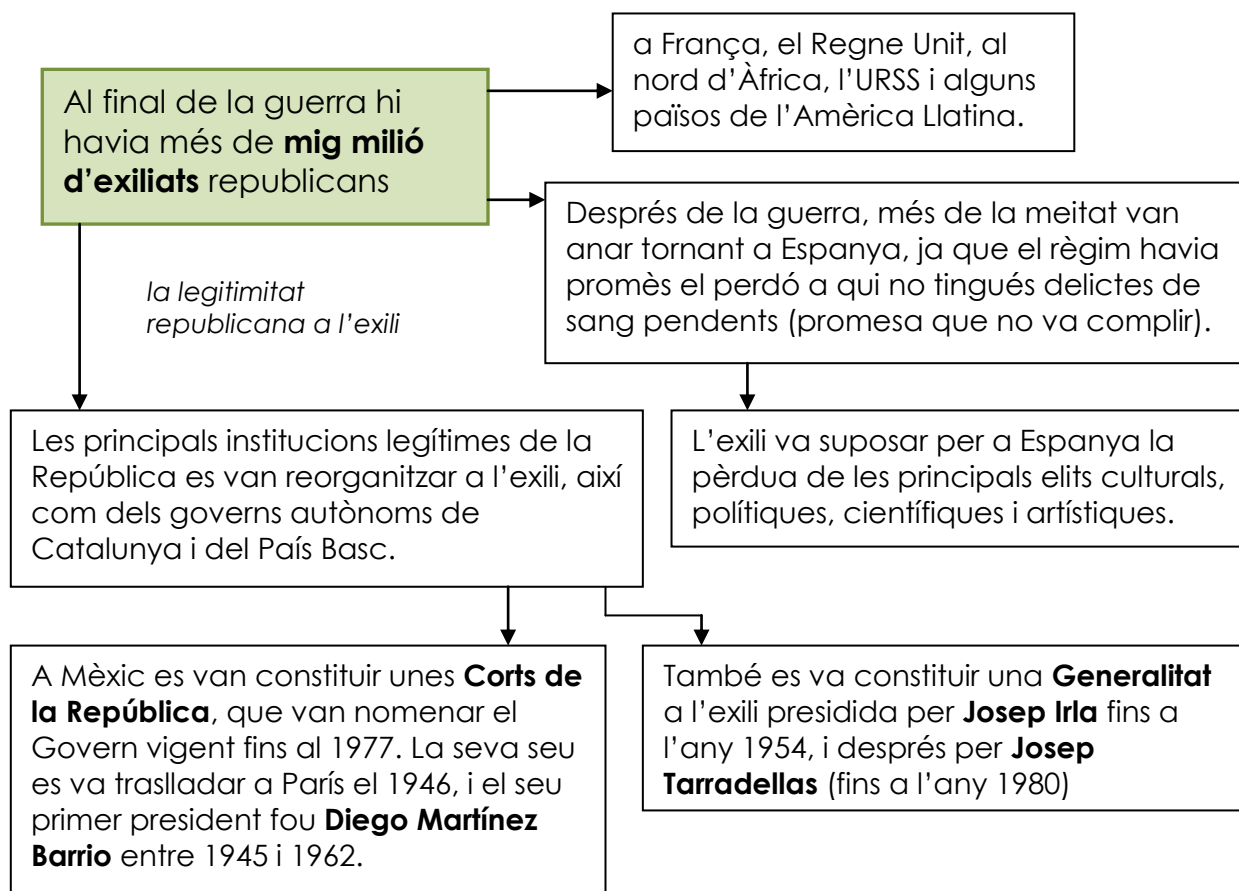 a França, el Regne Unit, al
nord d’Àfrica, l’URSS i alguns
països de l’Amèrica Llatina.
Al final de la guerra hi
havia més de mig milió
d’exiliats republicans
Després de la guerra, més de la meitat van
anar tornant a Espanya, ja que el règim havia
promès el perdó a qui no tingués delictes de
sang pendents (promesa que no va complir).
la legitimitat
republicana a l’exili
Les principals institucions legítimes de la
República es van reorganitzar a l’exili, així
com dels governs autònoms de
Catalunya i del País Basc.
L’exili va suposar per a Espanya la
pèrdua de les principals elits culturals,
polítiques, científiques i artístiques.
A Mèxic es van constituir unes Corts de
la República, que van nomenar el
Govern vigent fins al 1977. La seva seu
es va traslladar a París el 1946, i el seu
primer president fou Diego Martínez
Barrio entre 1945 i 1962.
També es va constituir una Generalitat
a l’exili presidida per Josep Irla fins a
l’any 1954, i després per Josep
Tarradellas (fins a l’any 1980)